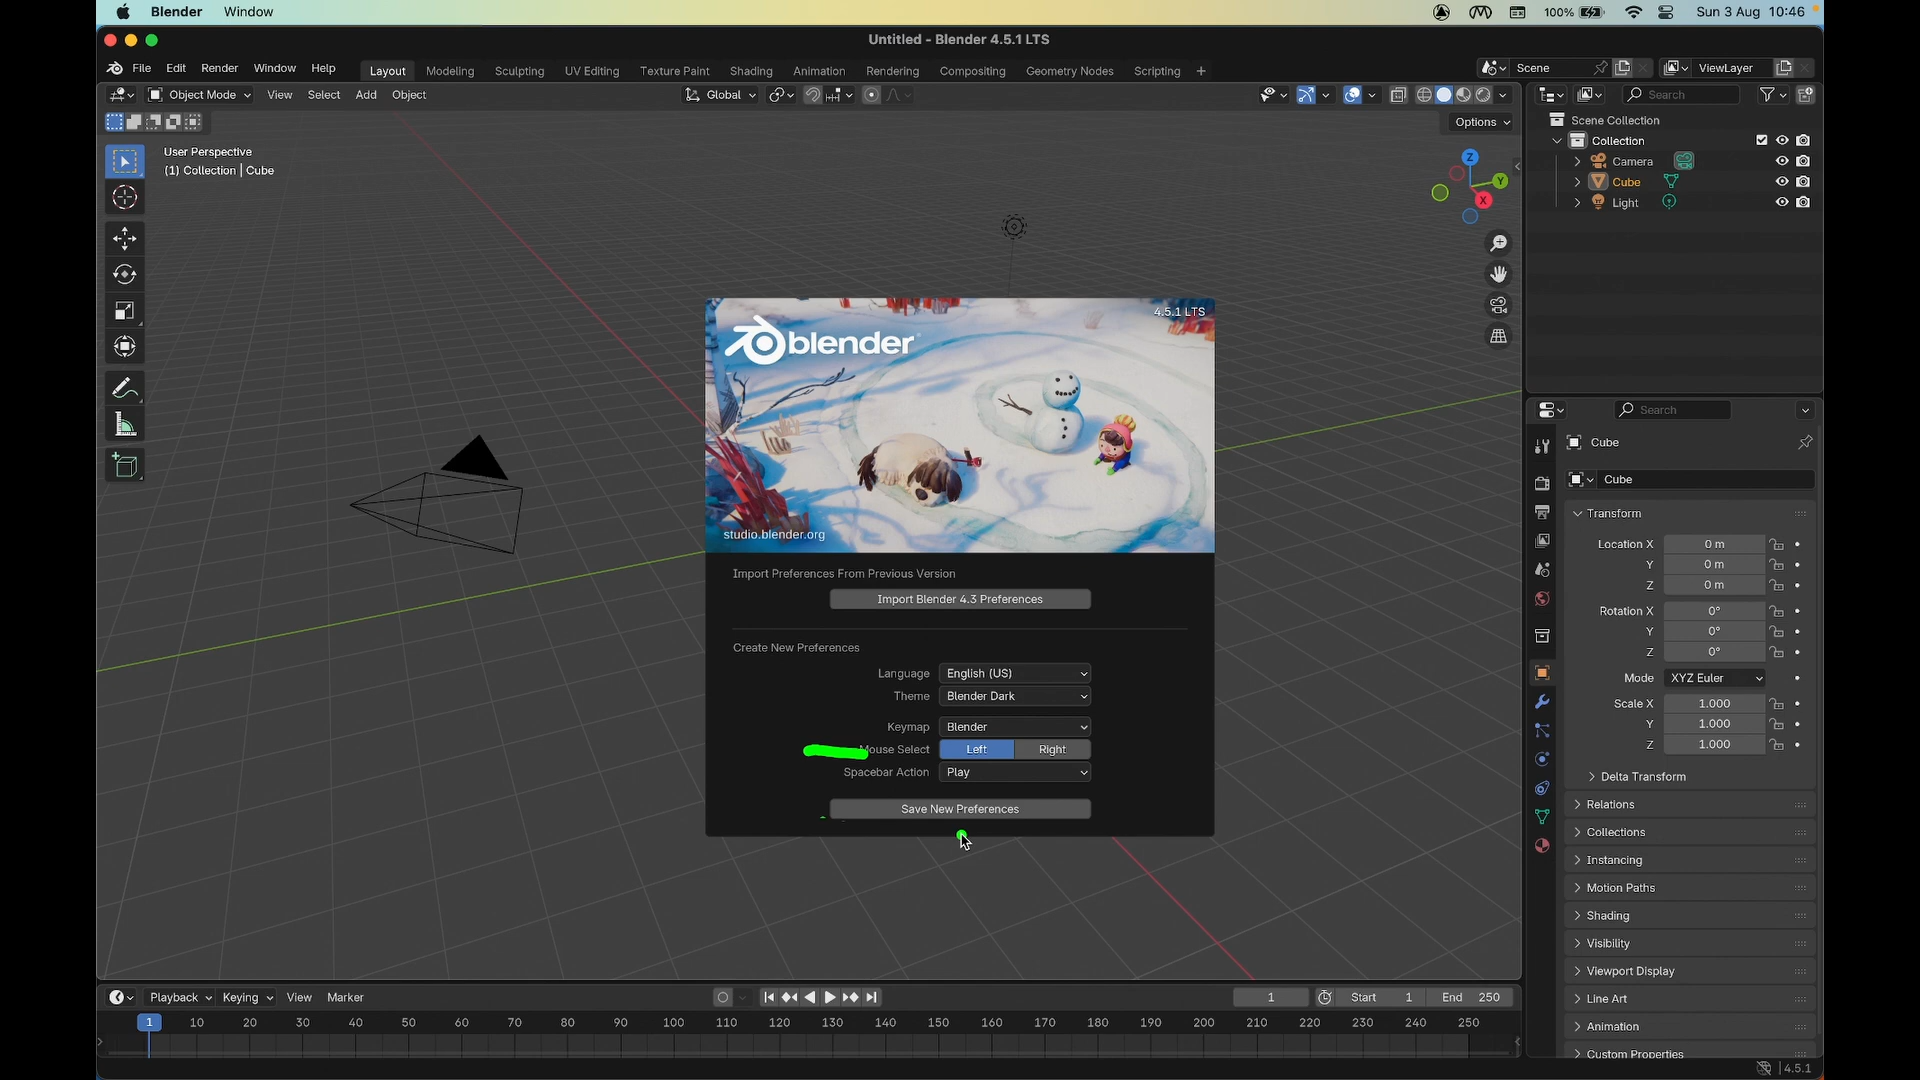 Blender Window
100% Sun 3 Aug 10:46
Untitled - Blender 4.5.1 LTS
File Edit Render Window Help
Layout Modeling Sculpting UV Editing Texture Paint Shading Animation Rendering Compositing Geometry Nodes Scripting +
Scene ViewLayer
Object Mode View Select Add Object
Global
Search
Options
User Perspective
(1) Collection | Cube
Z
Y
X
Scene Collection
Collection
Camera
Cube
Light
4.5.1 LTS
blender
studio.blender.org
Import Preferences From Previous Version
Import Blender 4.3 Preferences
Create New Preferences
Language English (US)
Theme Blender Dark
Keymap Blender
Mouse Select Left Right
Spacebar Action Play
Save New Preferences
Search
Cube
Cube
Transform
Location X 0 m
Y 0 m
Z 0 m
Rotation X 0°
Y 0°
Z 0°
Mode XYZ Euler
Scale X 1.000
Y 1.000
Z 1.000
Delta Transform
Relations
Collections
Instancing
Motion Paths
Shading
Visibility
Viewport Display
Line Art
Animation
Custom Properties
Playback Keying View Marker
1 Start 1 End 250
1 10 20 30 40 50 60 70 80 90 100 110 120 130 140 150 160 170 180 190 200 210 220 230 240 250
4.5.1